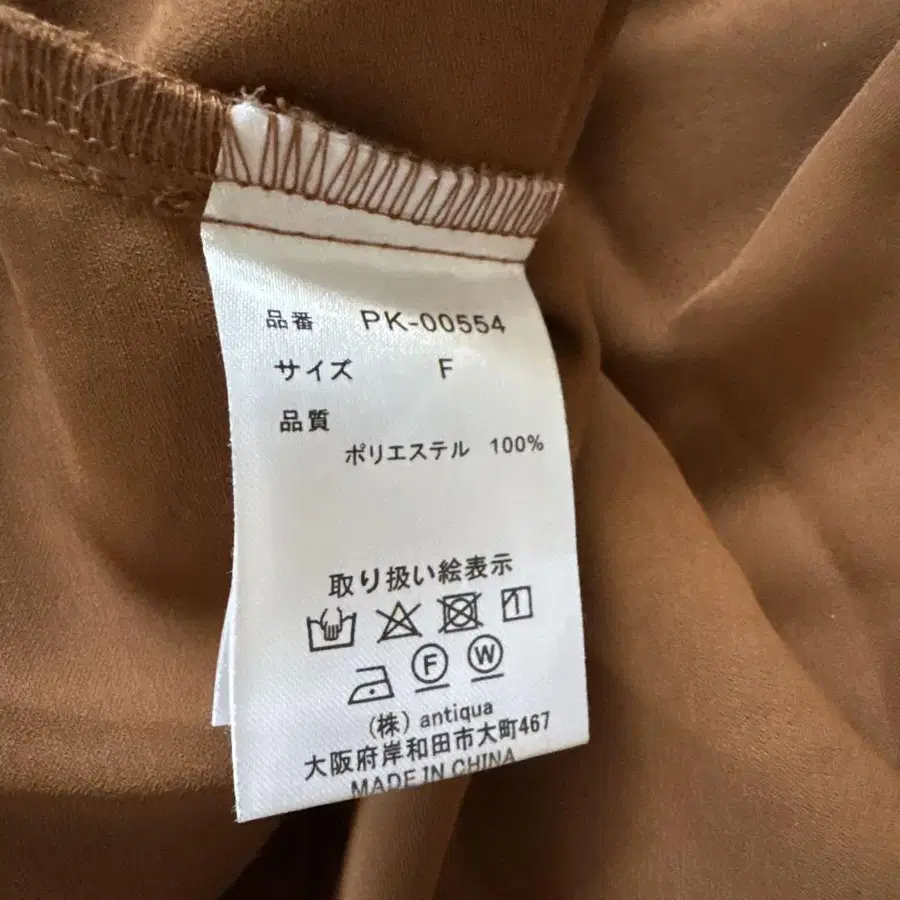 品番 PK-00554
サイズ F
品質
ポリエステル 100%
取り扱い絵表示
1
F W
(株) antiqua
大阪府岸和田市大町467
MADE IN CHINA